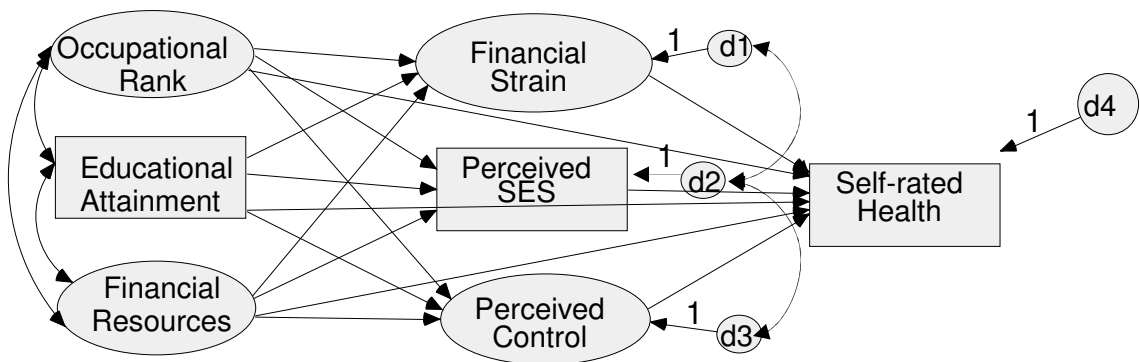 Occupational
Rank
Financial
Strain
1
d1
d4
1
Educational
Attainment
Perceived
SES
1
d2
Self-rated
Health
Financial
Resources
Perceived
Control
1
d3